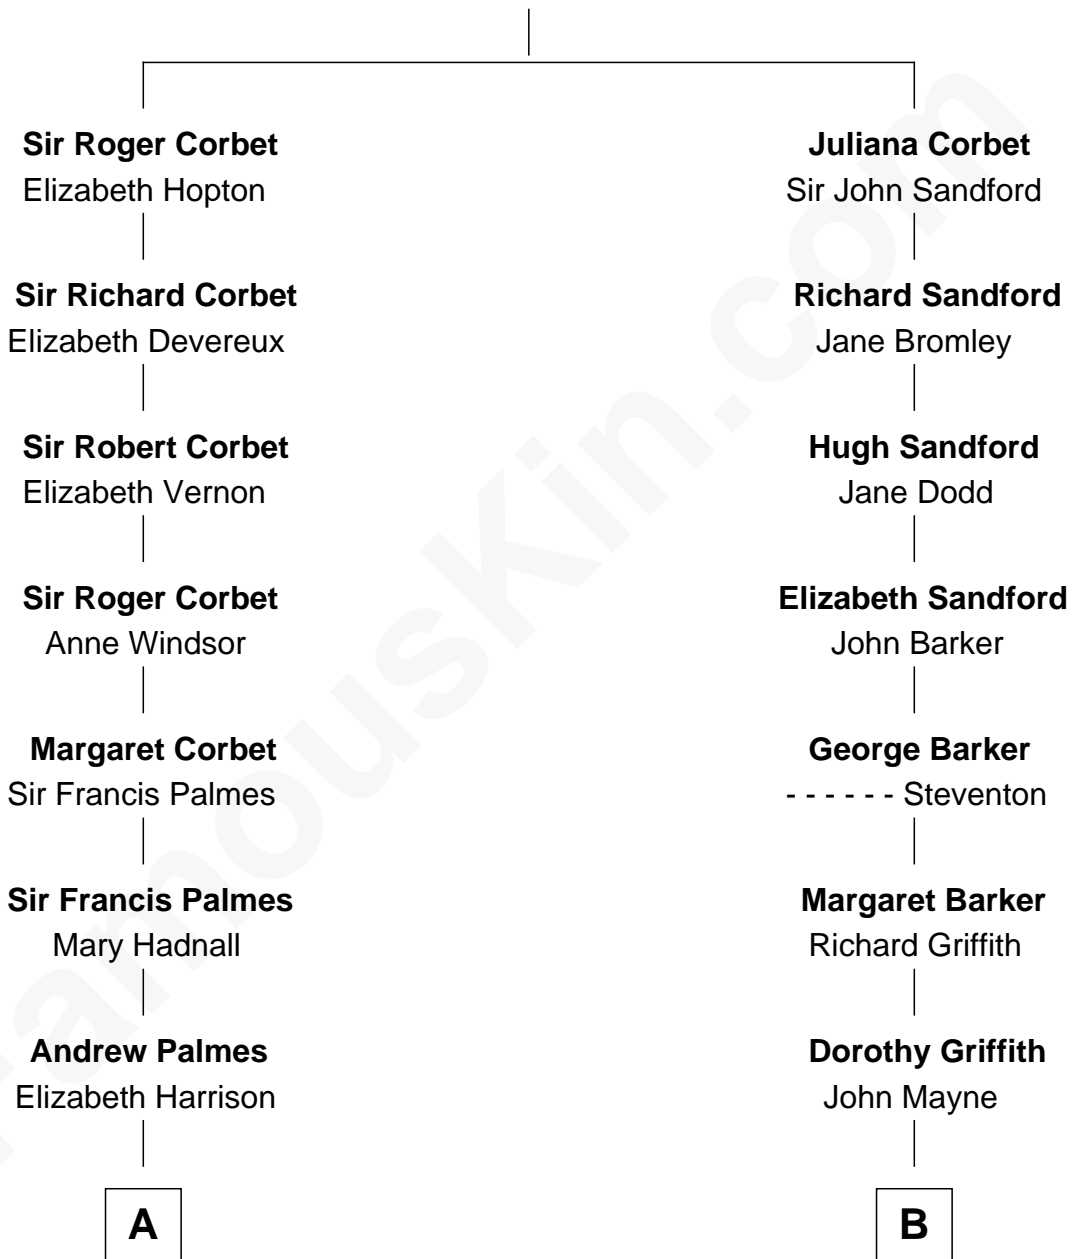 Sir Roger Corbet
Elizabeth Hopton
Sir Richard Corbet
Elizabeth Devereux
Sir Robert Corbet
Elizabeth Vernon
Sir Roger Corbet
Anne Windsor
Margaret Corbet
Sir Francis Palmes
Sir Francis Palmes
Mary Hadnall
Andrew Palmes
Elizabeth Harrison
A
Juliana Corbet
Sir John Sandford
Richard Sandford
Jane Bromley
Hugh Sandford
Jane Dodd
Elizabeth Sandford
John Barker
George Barker
- - - - - - Steventon
Margaret Barker
Richard Griffith
Dorothy Griffith
John Mayne
B
FamousKin.com